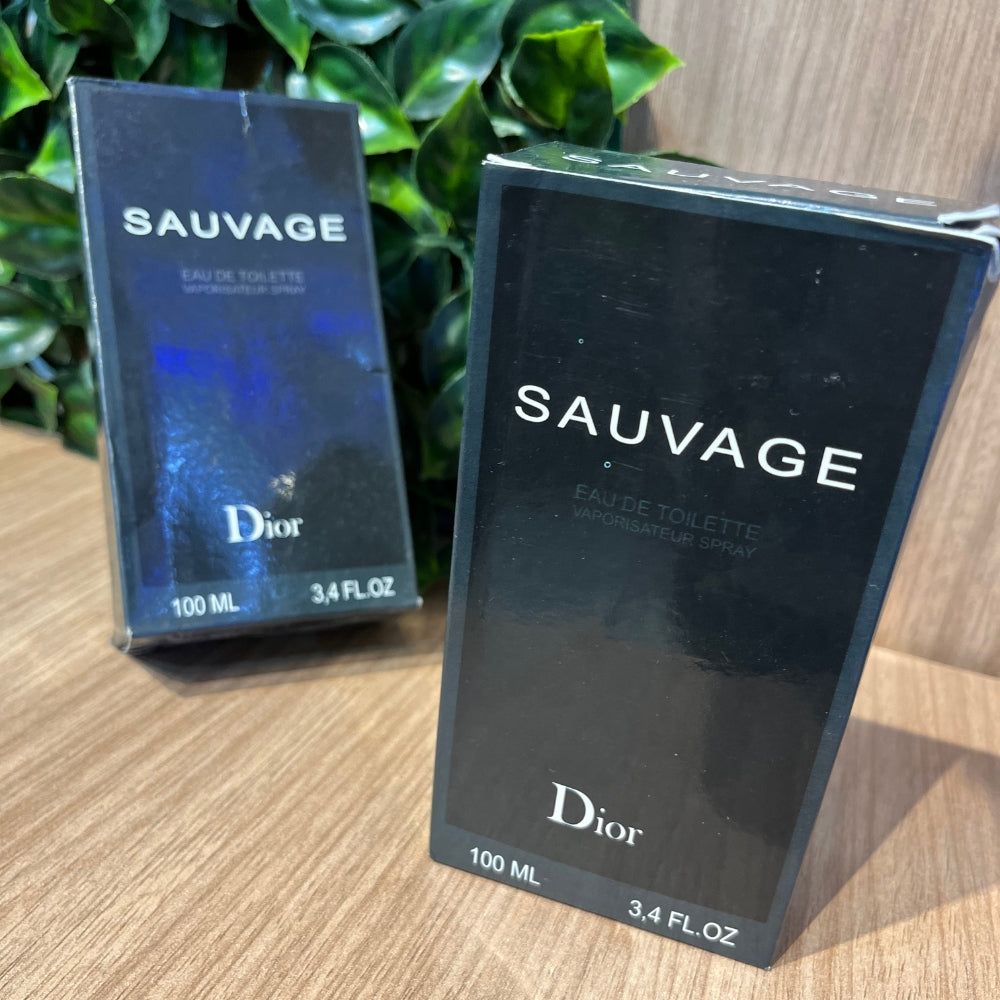 SAUVAGE
EAU DE TOILETTE
VAPORISATEUR SPRAY
Dior
100 ML 3,4 FL.OZ
SAUVAGE
SAUVAGE
EAU DE TOILETTE
VAPORISATEUR SPRAY
Dior
100 ML
3,4 FL.OZ